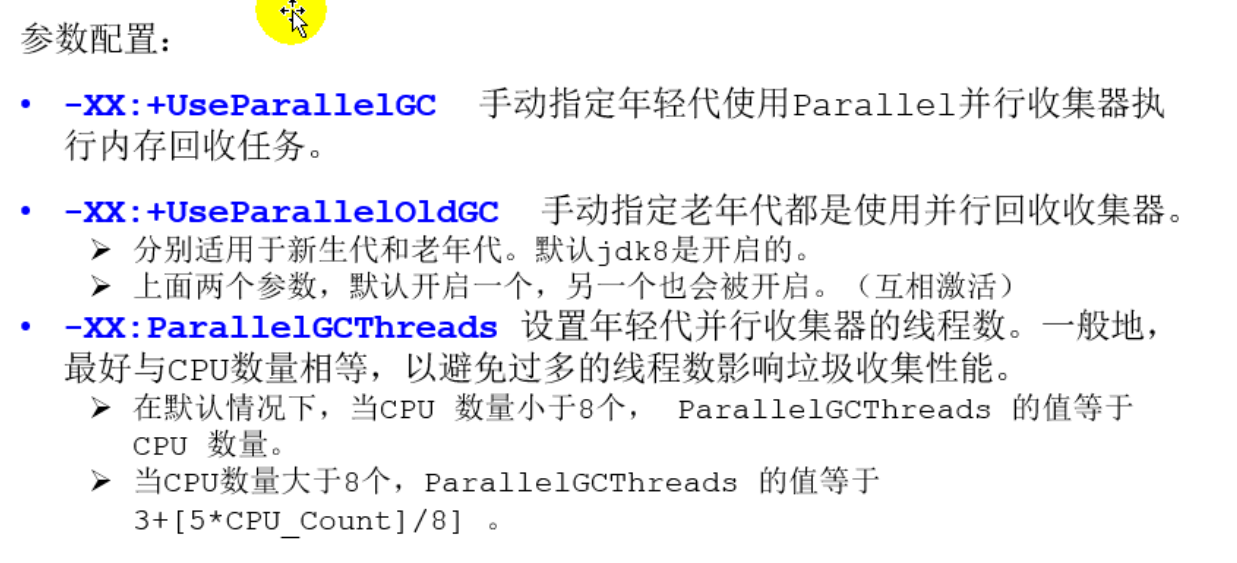 参数配置：
• -XX:+UseParallelGC 手动指定年轻代使用Parallel并行收集器执
行内存回收任务。
• -XX:+UseParallelOldGC 手动指定老年代都是使用并行回收收集器。
➢ 分别适用于新生代和老年代。默认jdk8是开启的。
➢ 上面两个参数，默认开启一个，另一个也会被开启。（互相激活）
• -XX:ParallelGCThreads 设置年轻代并行收集器的线程数。一般地，
最好与CPU数量相等，以避免过多的线程数影响垃圾收集性能。
➢ 在默认情况下，当CPU 数量小于8个， ParallelGCThreads 的值等于
CPU 数量。
➢ 当CPU数量大于8个，ParallelGCThreads 的值等于
3+[5*CPU_Count]/8] 。